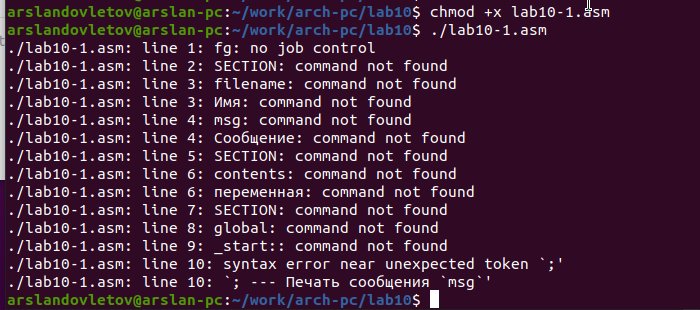 arslandovletov@arslan-pc:~/work/arch-pc/lab10$ chmod +x lab10-1.asm
arslandovletov@arslan-pc:~/work/arch-pc/lab10$ ./lab10-1.asm
./lab10-1.asm: line 1: fg: no job control
./lab10-1.asm: line 2: SECTION: command not found
./lab10-1.asm: line 3: filename: command not found
./lab10-1.asm: line 3: Имя: command not found
./lab10-1.asm: line 4: msg: command not found
./lab10-1.asm: line 4: Сообщение: command not found
./lab10-1.asm: line 5: SECTION: command not found
./lab10-1.asm: line 6: contents: command not found
./lab10-1.asm: line 6: переменная: command not found
./lab10-1.asm: line 7: SECTION: command not found
./lab10-1.asm: line 8: global: command not found
./lab10-1.asm: line 9: _start:: command not found
./lab10-1.asm: line 10: syntax error near unexpected token `;'
./lab10-1.asm: line 10: `; --- Печать сообщения `msg`'
arslandovletov@arslan-pc:~/work/arch-pc/lab10$